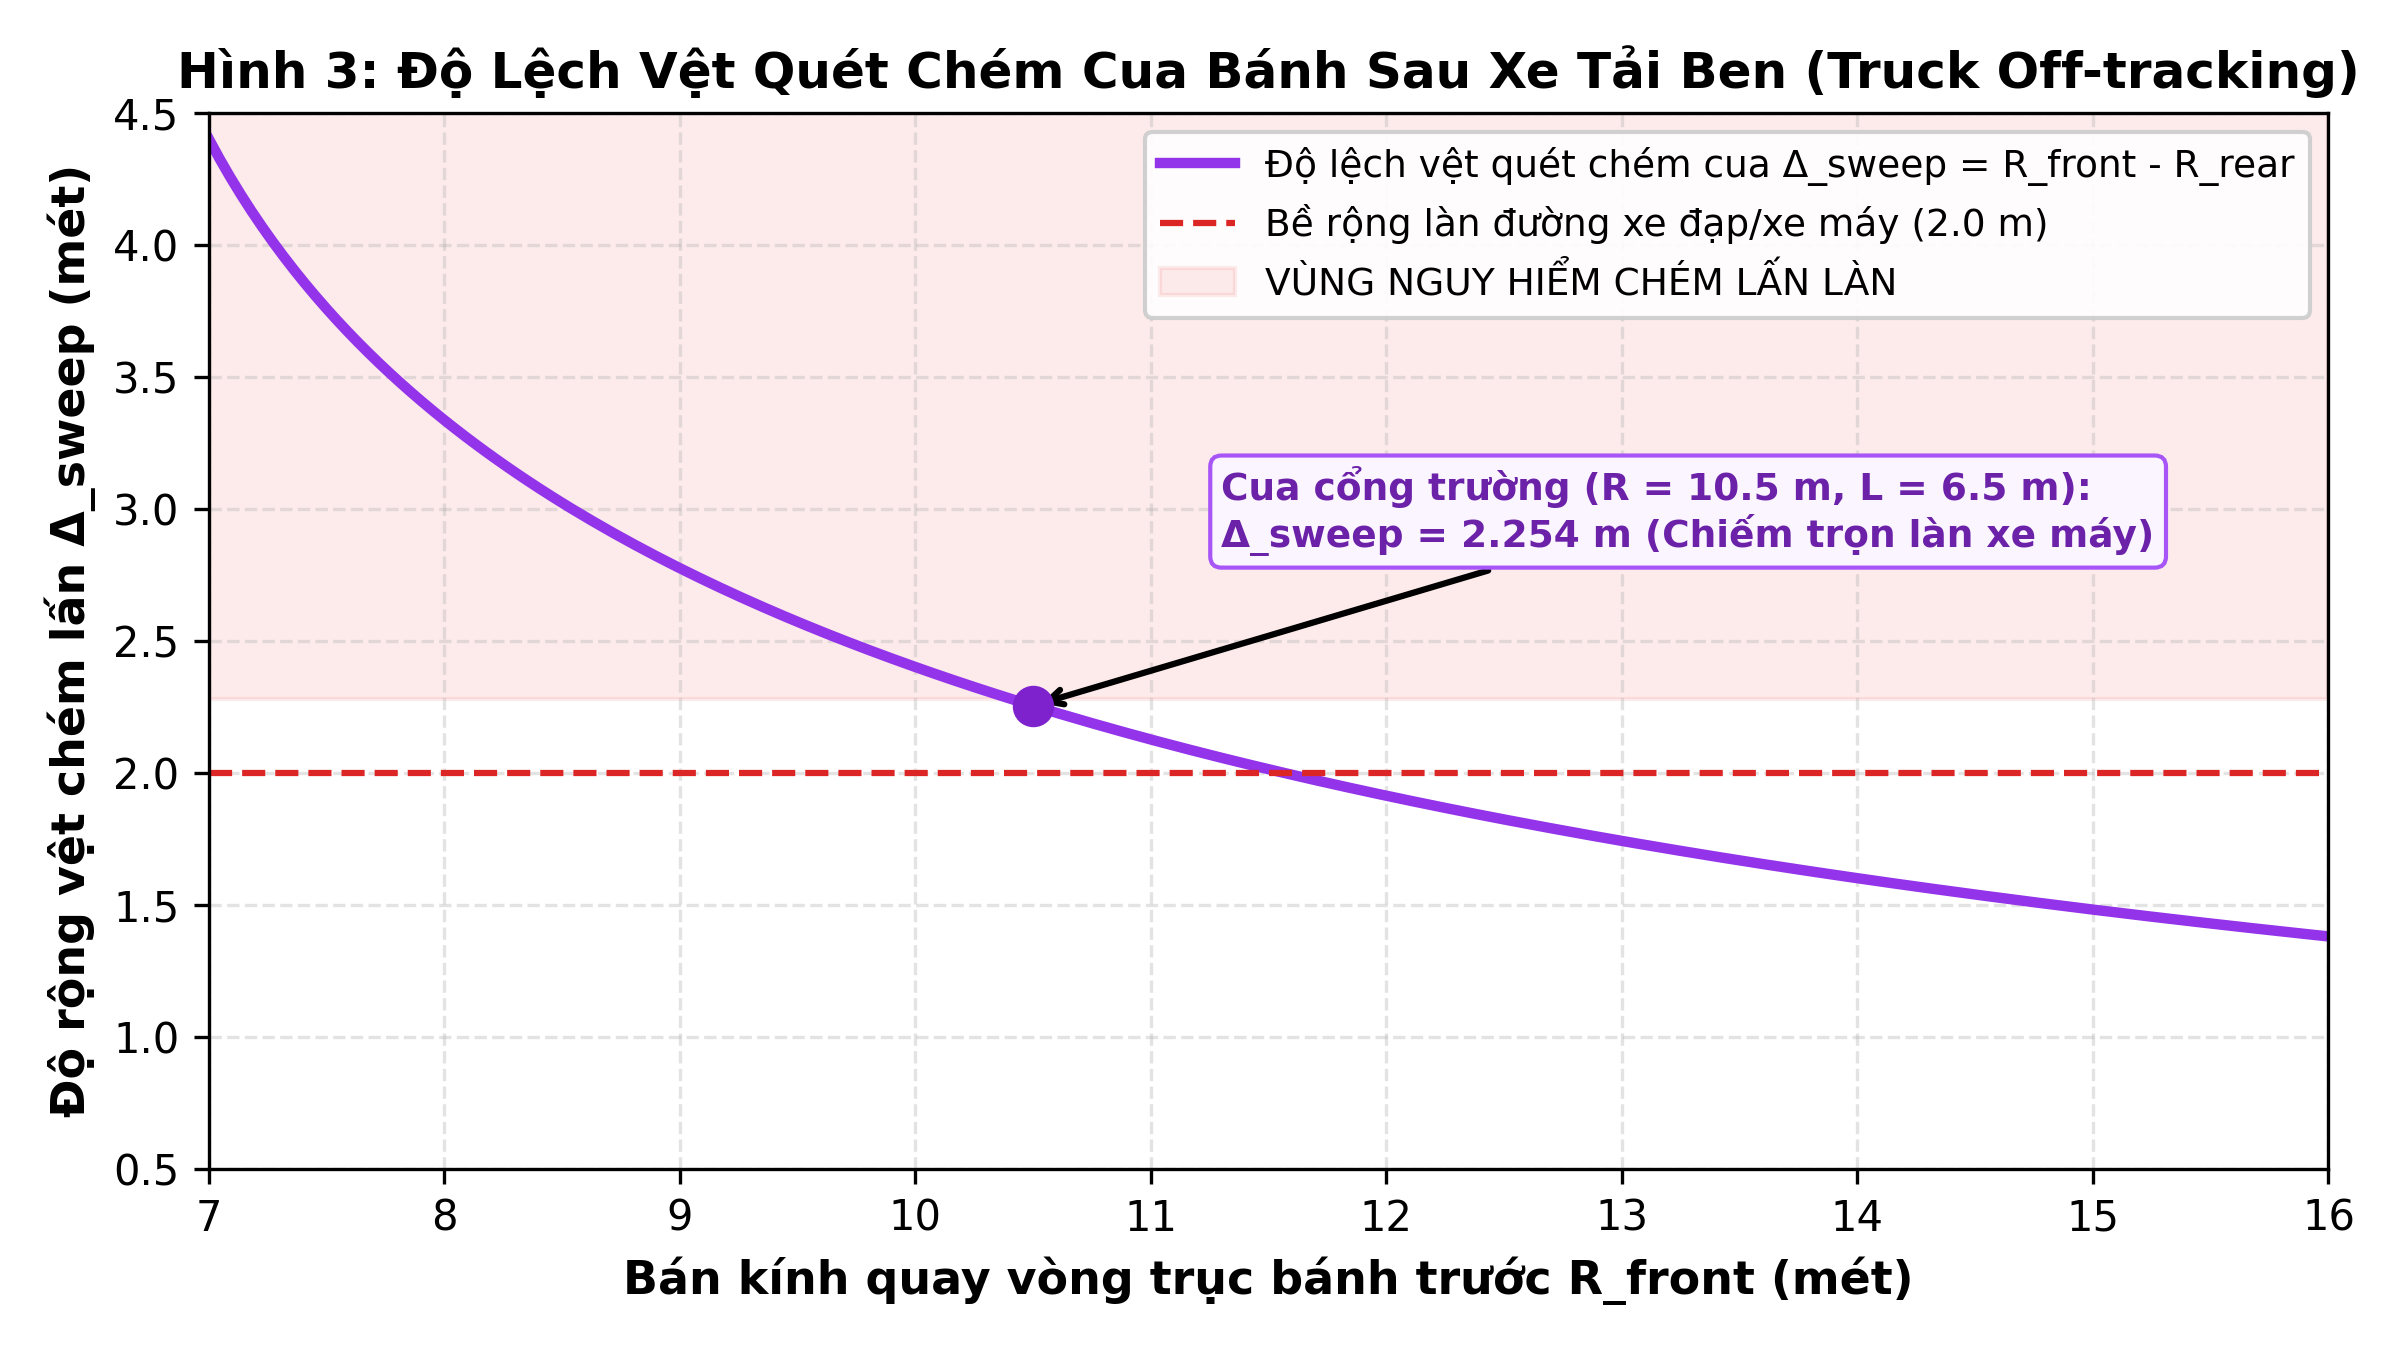 Hình 3: Độ Lệch Vệt Quét Chém Cua Bánh Sau Xe Tải Ben (Truck Off-tracking)
Độ rộng vệt chém lấn Δ_sweep (mét)
4.5
4.0
3.5
3.0
2.5
2.0
1.5
1.0
0.5
Độ lệch vệt quét chém cua Δ_sweep = R_front - R_rear
Bề rộng làn đường xe đạp/xe máy (2.0 m)
VÙNG NGUY HIỂM CHÉM LẤN LÀN
Cua cổng trường (R = 10.5 m, L = 6.5 m):
Δ_sweep = 2.254 m (Chiếm trọn làn xe máy)
7 8 9 10 11 12 13 14 15 16
Bán kính quay vòng trục bánh trước R_front (mét)